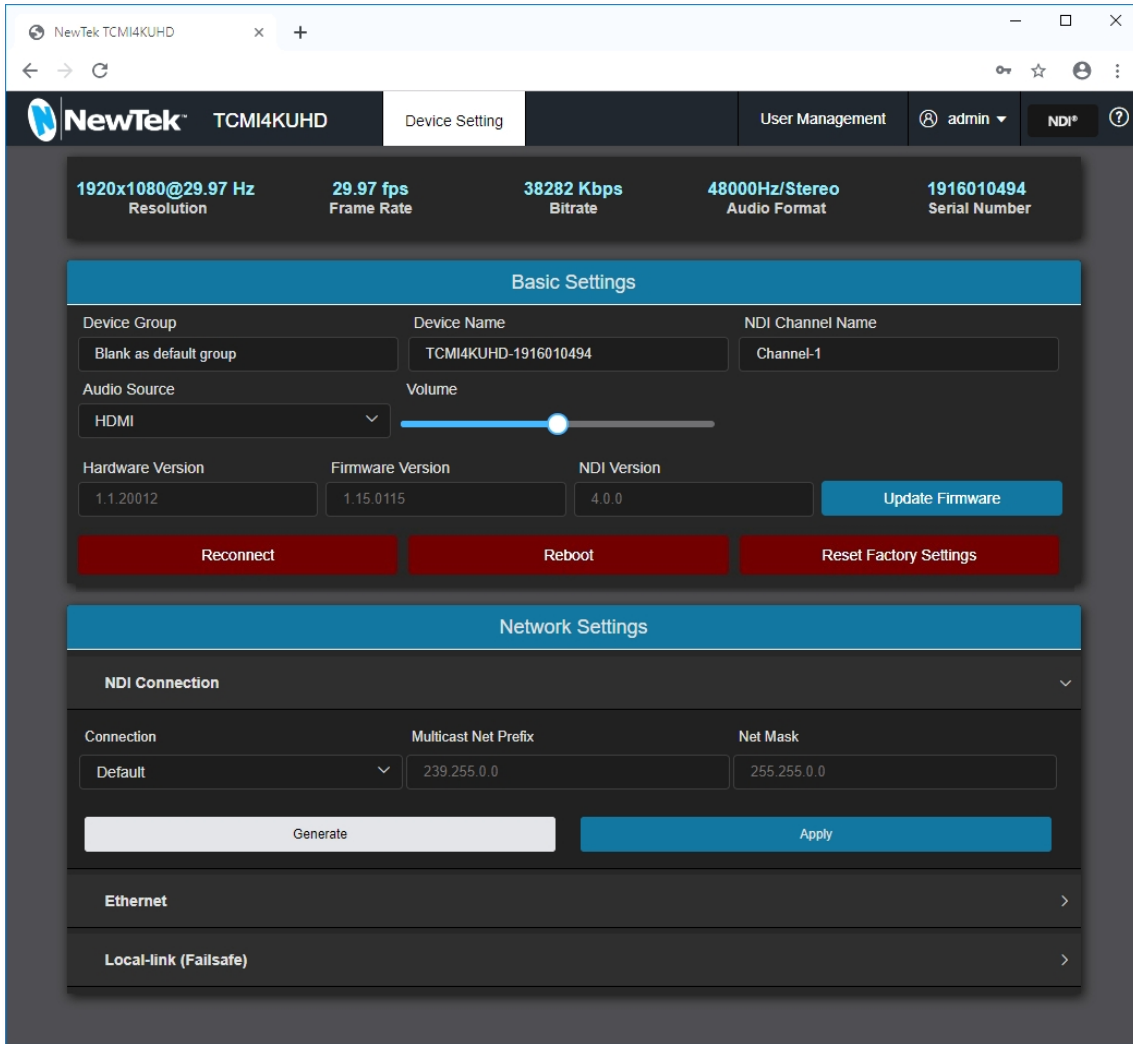 NewTek TCMI4KUHD
NewTek™ TCMI4KUHD Device Setting User Management admin NDI®
1920x1080@29.97 Hz 29.97 fps 38282 Kbps 48000Hz/Stereo 1916010494
Resolution Frame Rate Bitrate Audio Format Serial Number
Basic Settings
Device Group Device Name NDI Channel Name
Blank as default group TCMI4KUHD-1916010494 Channel-1
Audio Source Volume
HDMI
Hardware Version Firmware Version NDI Version
1.1.20012 1.15.0115 4.0.0 Update Firmware
Reconnect Reboot Reset Factory Settings
Network Settings
NDI Connection
Connection Multicast Net Prefix Net Mask
Default 239.255.0.0 255.255.0.0
Generate Apply
Ethernet
Local-link (Failsafe)